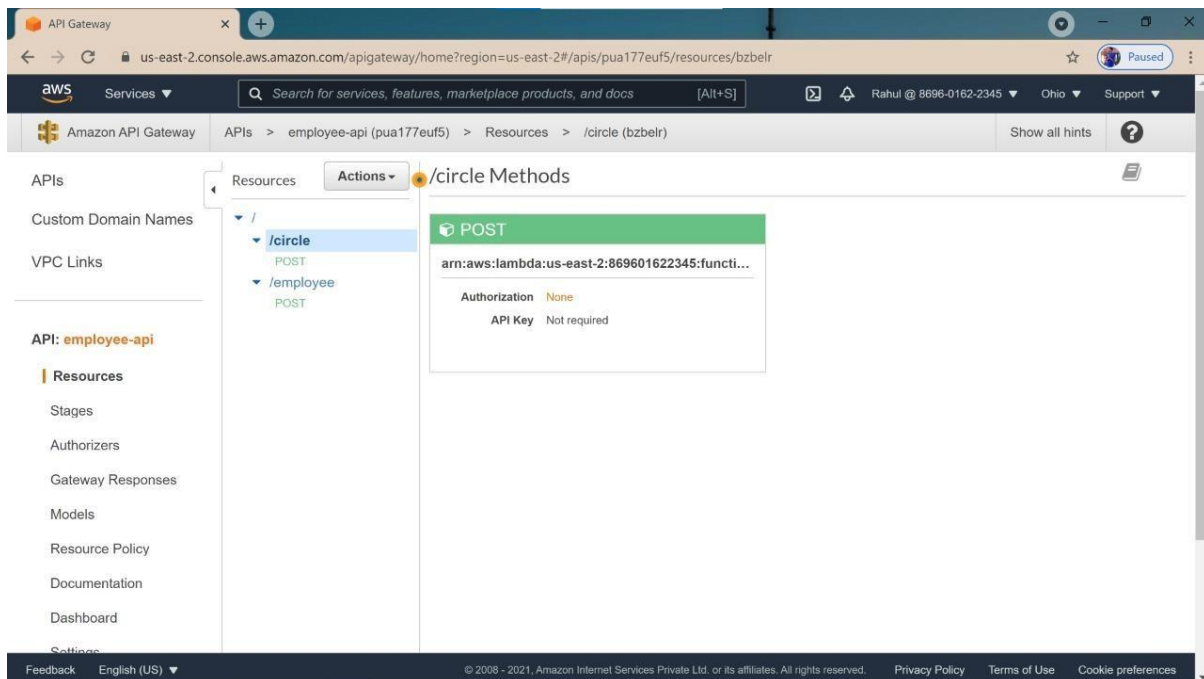 API Gateway
us-east-2.console.aws.amazon.com/apigateway/home?region=us-east-2#/apis/pua177euf5/resources/bzbelr
Paused
aws Services ▼ Search for services, features, marketplace products, and docs [Alt+S] Rahul @ 8696-0162-2345 ▼ Ohio ▼ Support ▼
Amazon API Gateway APIs > employee-api (pua177euf5) > Resources > /circle (bzbelr) Show all hints ?
APIs
Custom Domain Names
VPC Links
API: employee-api
Resources
Stages
Authorizers
Gateway Responses
Models
Resource Policy
Documentation
Dashboard
Settings
Resources Actions
/
/circle
POST
/employee
POST
/circle Methods
POST
arn:aws:lambda:us-east-2:869601622345:functi...
Authorization None
API Key Not required
Feedback English (US) ▼ © 2008 - 2021, Amazon Internet Services Private Ltd. or its affiliates. All rights reserved. Privacy Policy Terms of Use Cookie preferences